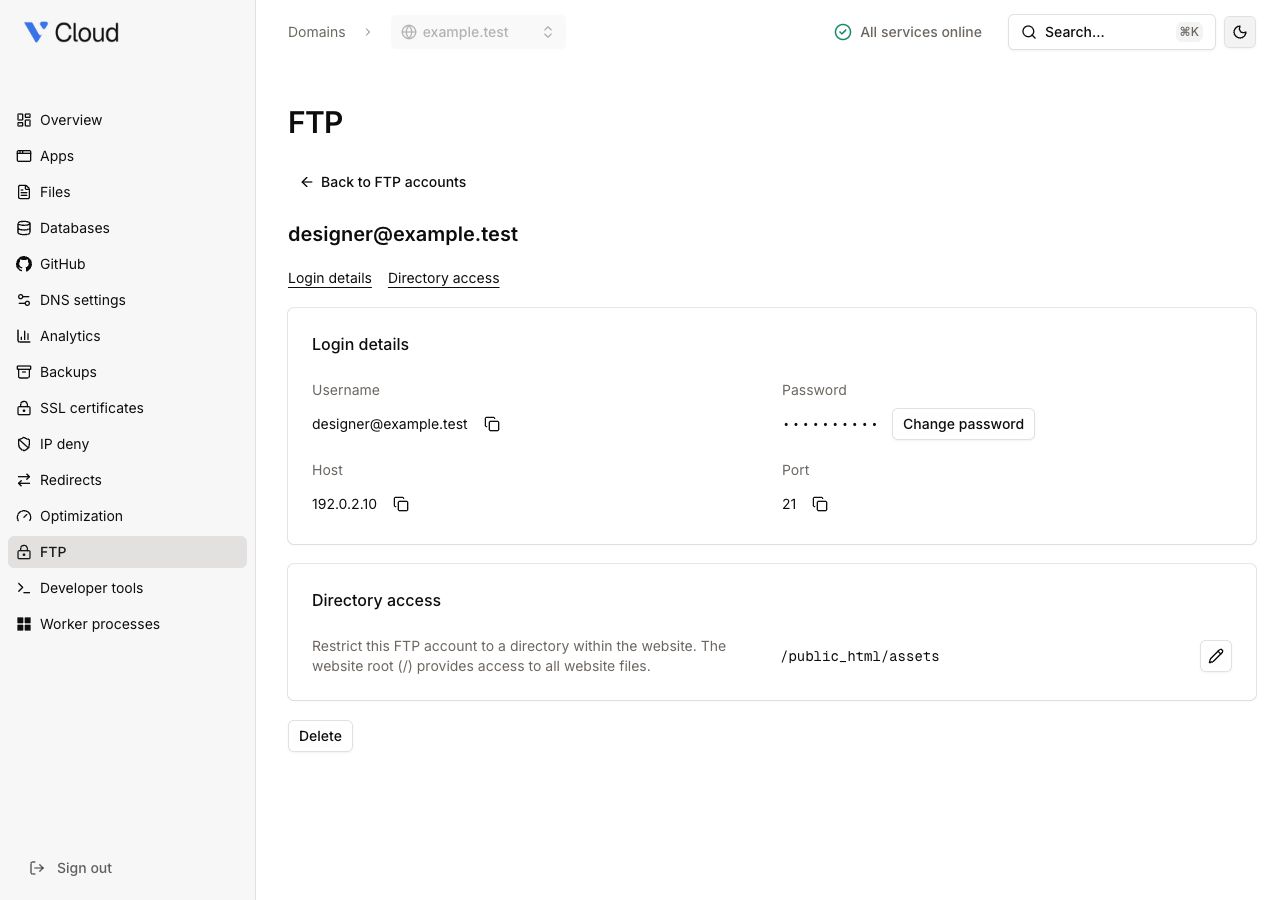 Cloud
Domains
example.test
All services online
Search...
⌘K
Overview
Apps
Files
Databases
GitHub
DNS settings
Analytics
Backups
SSL certificates
IP deny
Redirects
Optimization
FTP
Developer tools
Worker processes
Sign out
FTP
Back to FTP accounts
designer@example.test
Login details Directory access
Login details
Username
designer@example.test
Password
••••••••••
Change password
Host
192.0.2.10
Port
21
Directory access
Restrict this FTP account to a directory within the website. The
website root (/) provides access to all website files.
/public_html/assets
Delete